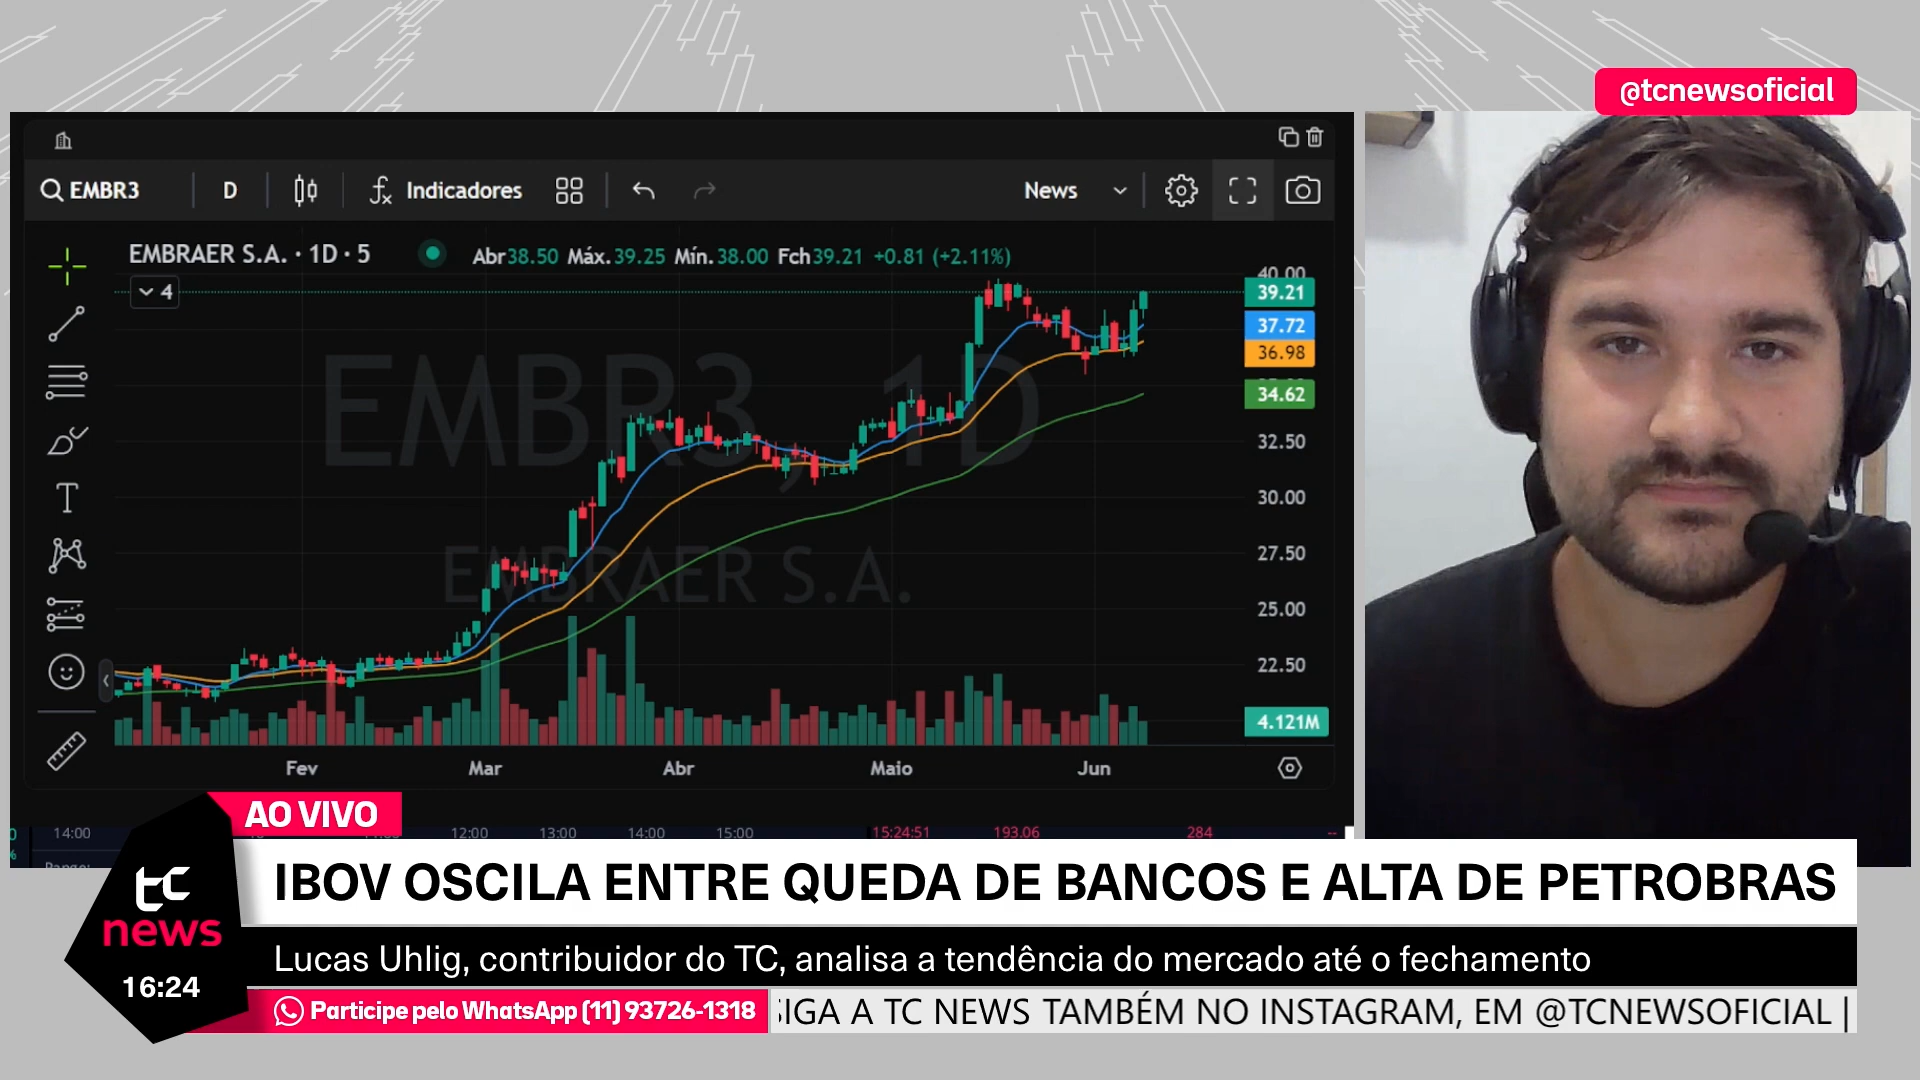 @tcnewsoficial
EMBR3
D
Indicadores
News
EMBRAER S.A. · 1D · 5
Abr38.50 Máx.39.25 Mín.38.00 Fch39.21 +0.81 (+2.11%)
4
40.00
39.21
37.72
36.98
34.62
32.50
30.00
27.50
25.00
22.50
4.121M
EMBR3, 1D
EMBRAER S.A.
Fev Mar Abr Maio Jun
14:00 12:00 13:00 14:00 15:00 15:24:51 193.06 284 --
AO VIVO
tc
news
16:24
IBOV OSCILA ENTRE QUEDA DE BANCOS E ALTA DE PETROBRAS
Lucas Uhlig, contribuidor do TC, analisa a tendência do mercado até o fechamento
Participe pelo WhatsApp (11) 93726-1318
SIGA A TC NEWS TAMBÉM NO INSTAGRAM, EM @TCNEWSOFICIAL |